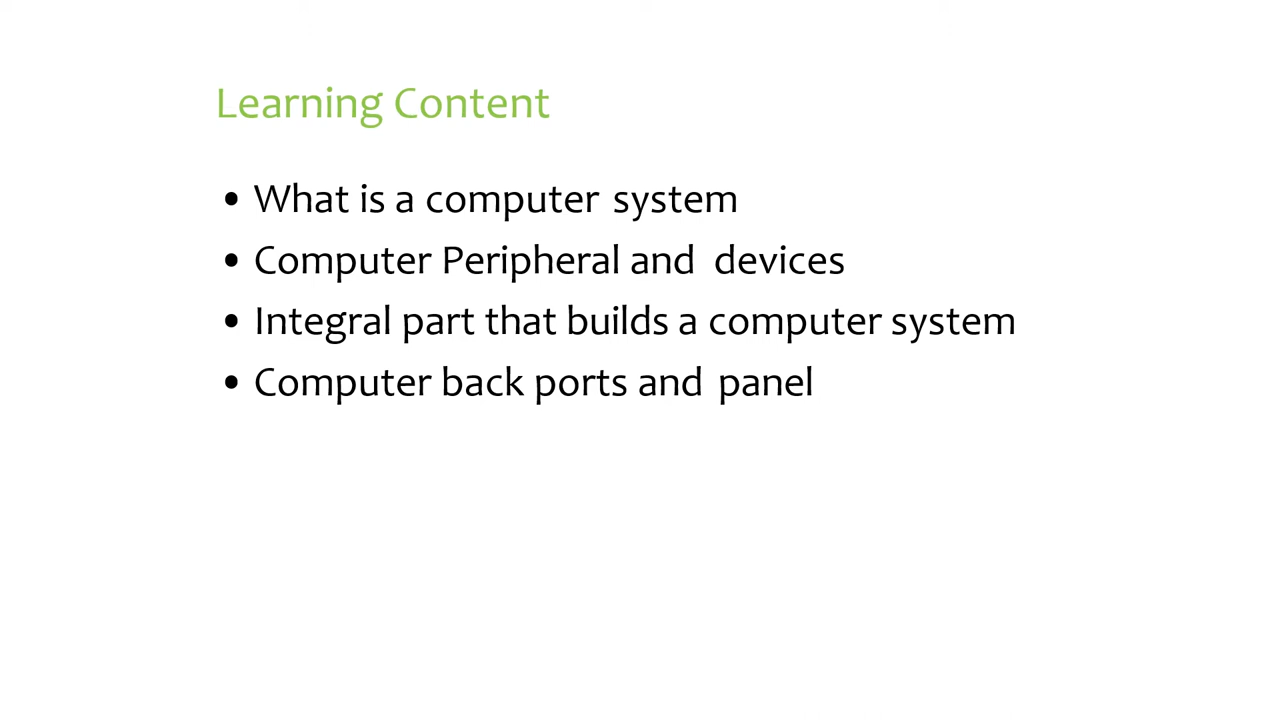 Learning Content
• What is a computer system
• Computer Peripheral and devices
• Integral part that builds a computer system
• Computer back ports and panel